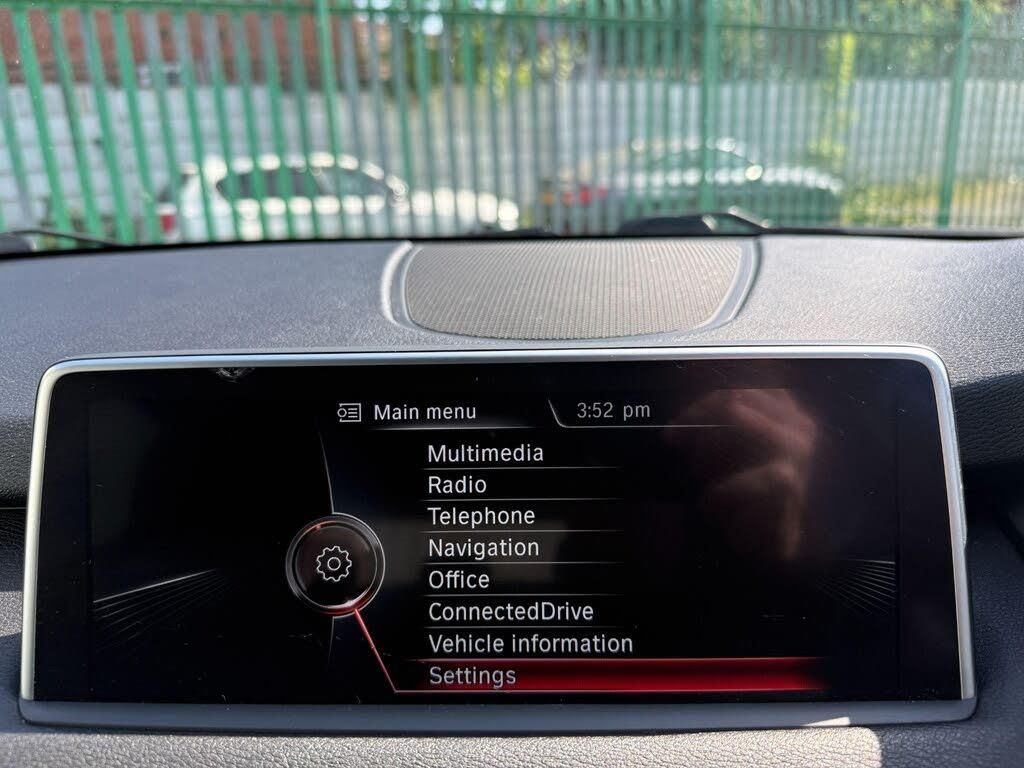 Main menu
3:52 pm
Multimedia
Radio
Telephone
Navigation
Office
ConnectedDrive
Vehicle information
Settings